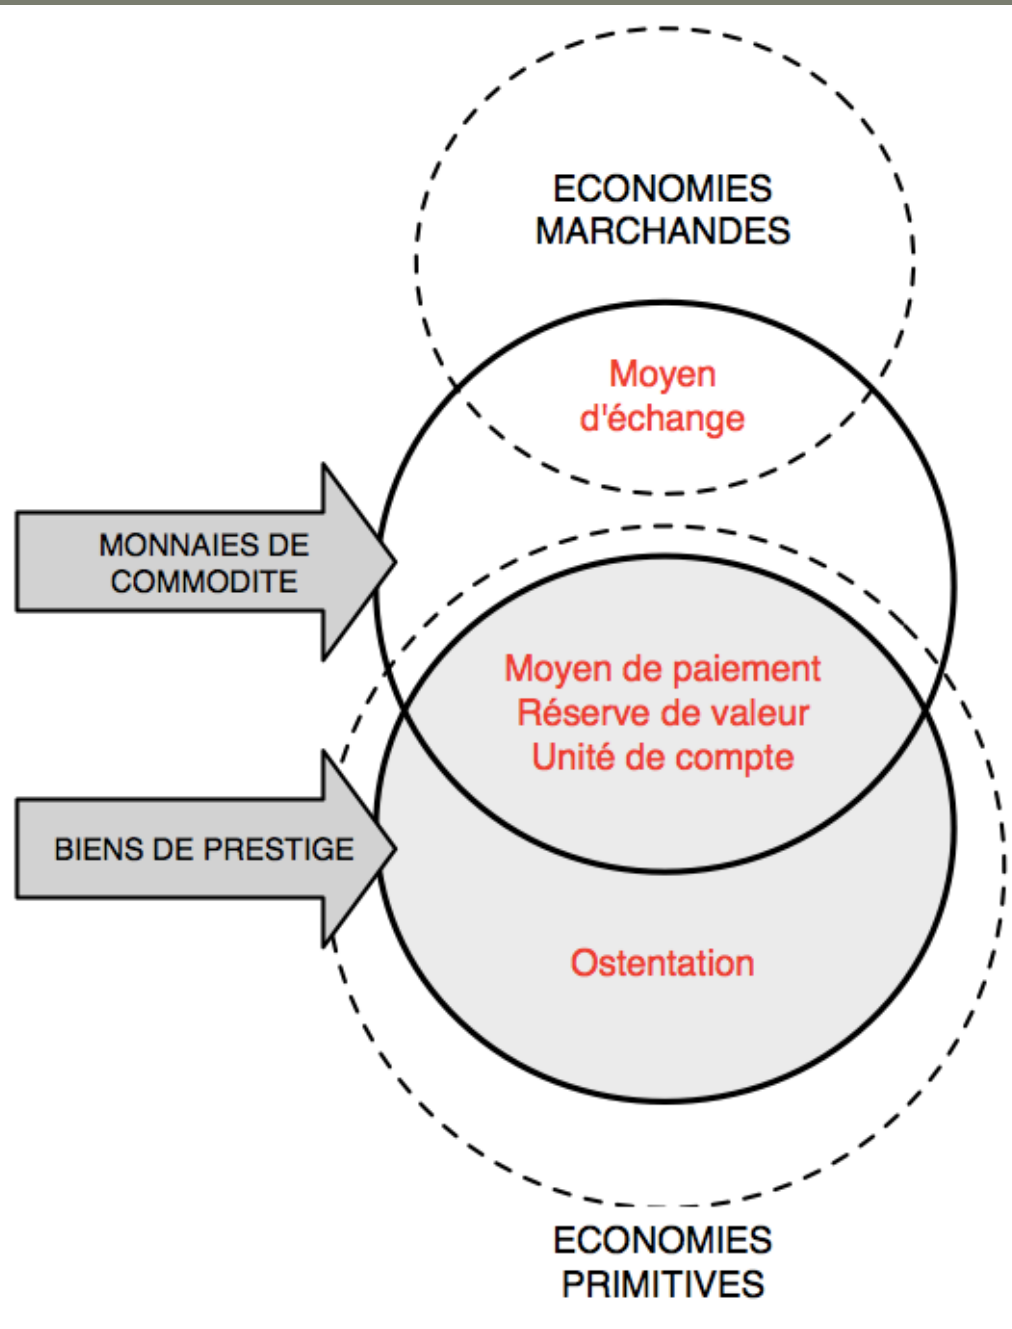 ECONOMIES
MARCHANDES
Moyen
d'échange
MONNAIES DE
COMMODITE
Moyen de paiement
Réserve de valeur
Unité de compte
BIENS DE PRESTIGE
Ostentation
ECONOMIES
PRIMITIVES